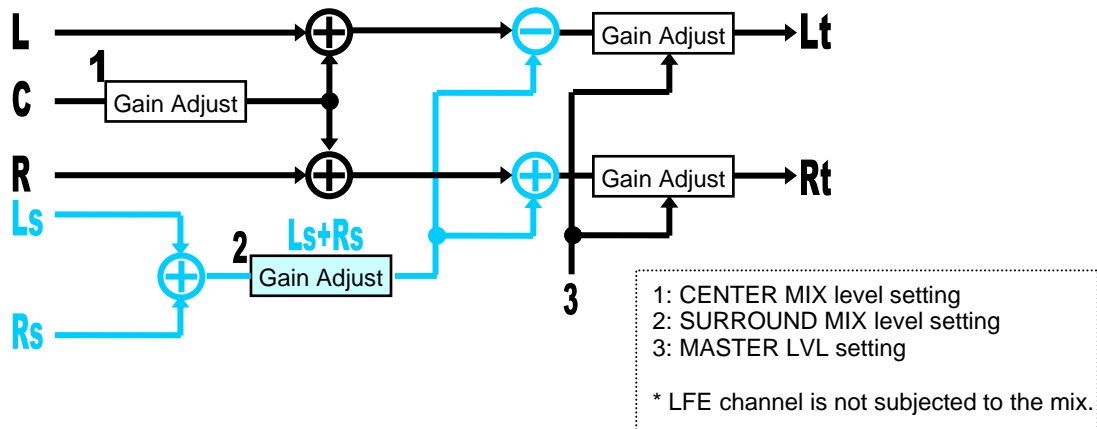 L
Gain Adjust
Lt
1
C
Gain Adjust
R
Gain Adjust
Rt
Ls
2
Ls+Rs
Gain Adjust
Rs
3
1: CENTER MIX level setting
2: SURROUND MIX level setting
3: MASTER LVL setting
* LFE channel is not subjected to the mix.